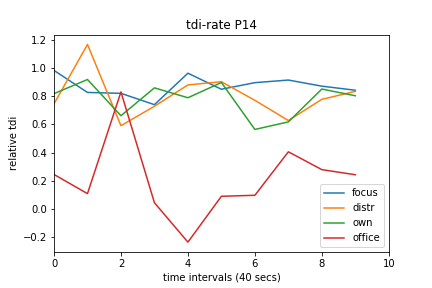 tdi-rate P14
1.2
1.0
0.8
0.6
0.4
0.2
0.0
−0.2
relative tdi
0 2 4 6 8 10
time intervals (40 secs)
focus
distr
own
office